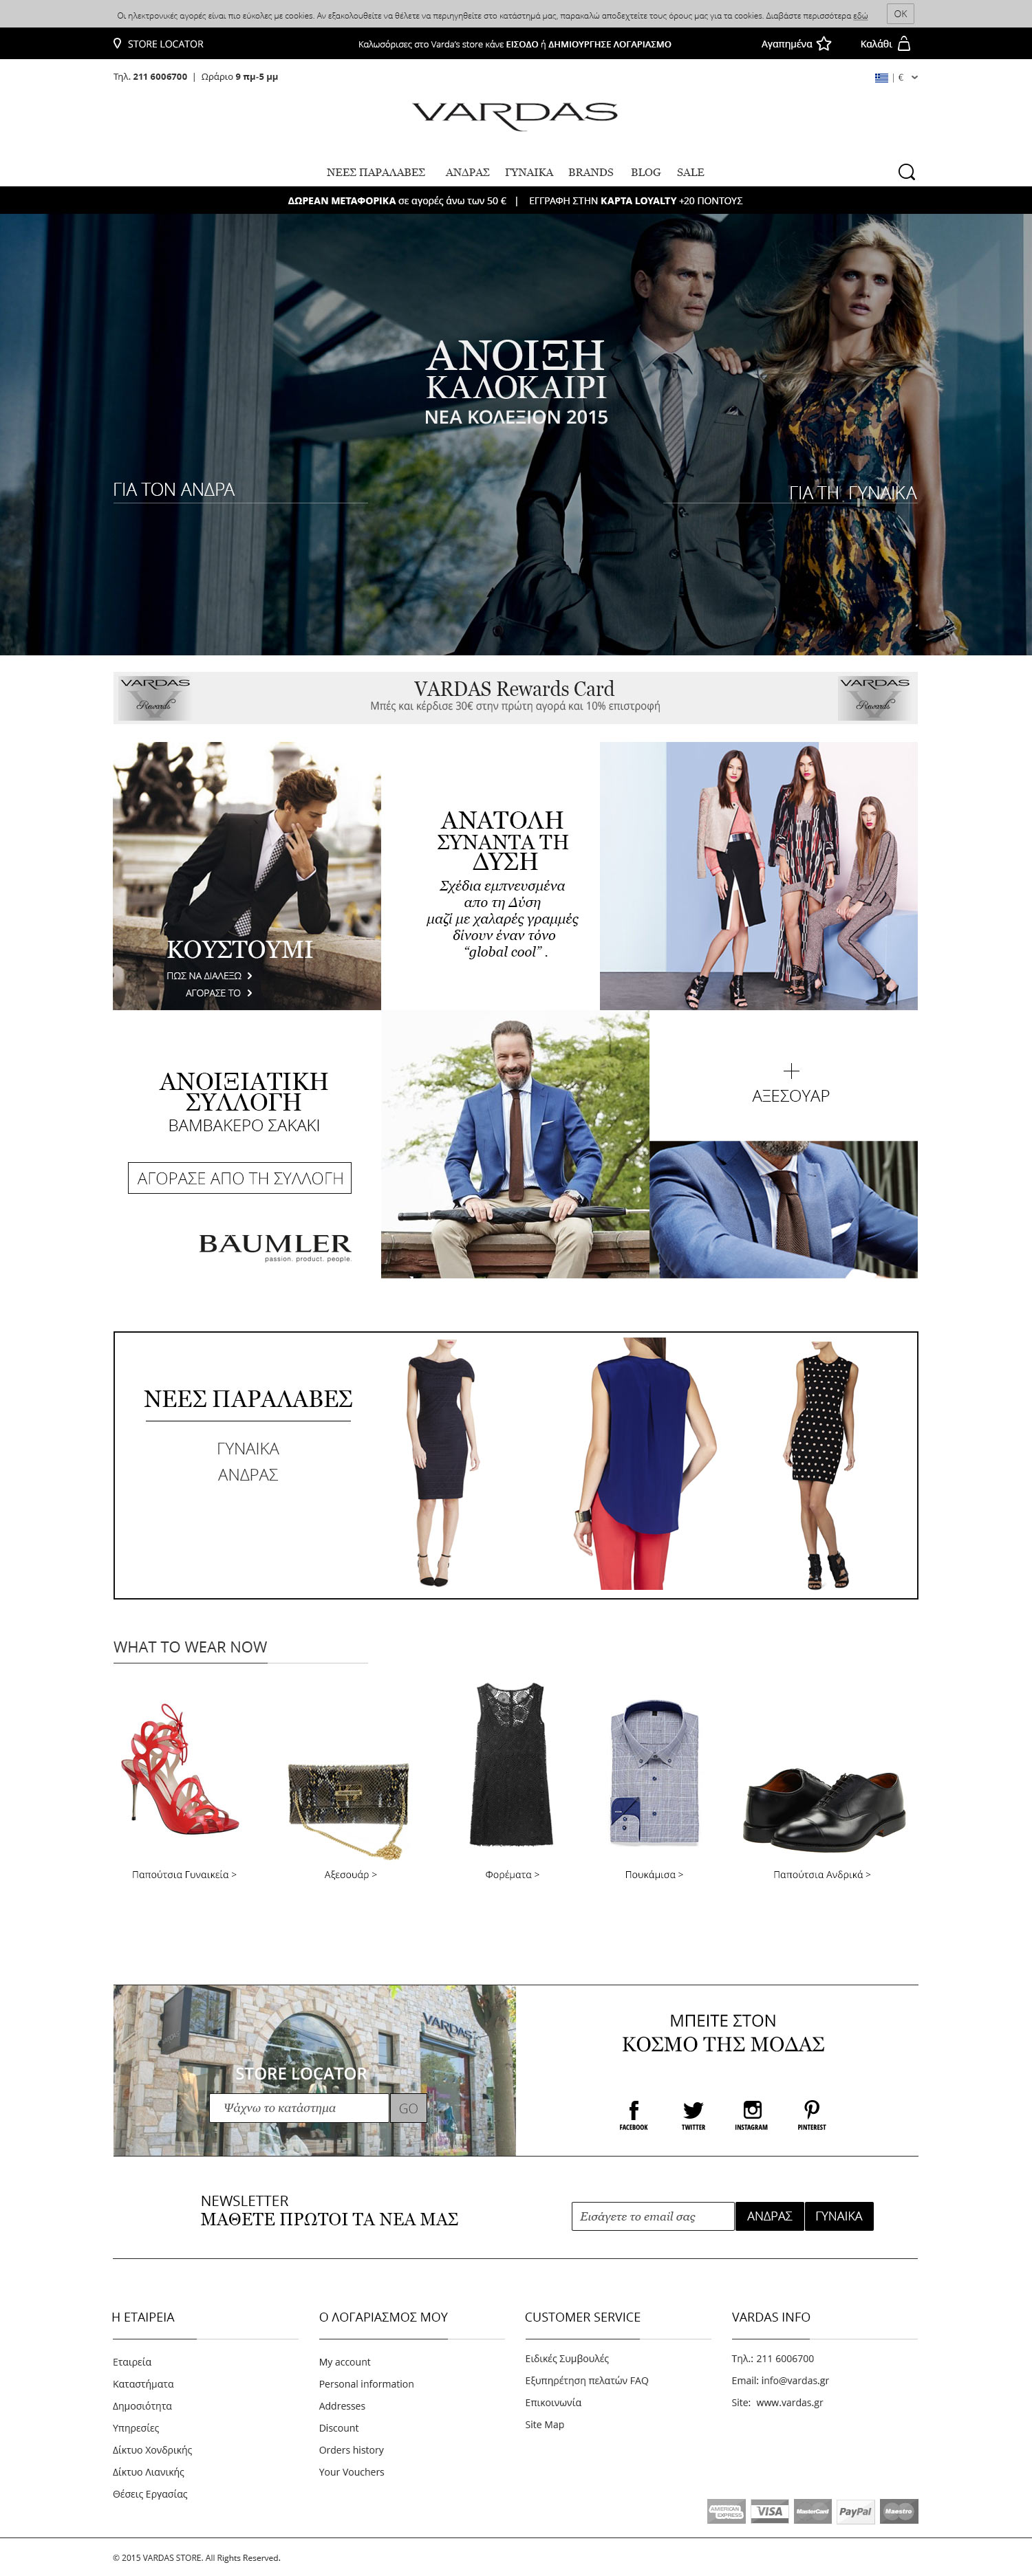 Οι ηλεκτρονικές αγορές είναι πιο εύκολες με cookies. Αν εξακολουθείτε να θέλετε να περιηγηθείτε στο κατάστημά μας, παρακαλώ αποδεχτείτε τους όρους μας για τα cookies. Διαβάστε περισσότερα εδώ OK
STORE LOCATOR Καλωσόρισες στο Varda's store κάνε ΕΙΣΟΔΟ ή ΔΗΜΙΟΥΡΓΗΣΕ ΛΟΓΑΡΙΑΣΜΟ Αγαπημένα Καλάθι
Τηλ. 211 6006700 | Ωράριο 9 πμ-5 μμ | €
VARDAS
ΝΕΕΣ ΠΑΡΑΛΑΒΕΣ ΑΝΔΡΑΣ ΓΥΝΑΙΚΑ BRANDS BLOG SALE
ΔΩΡΕΑΝ ΜΕΤΑΦΟΡΙΚΑ σε αγορές άνω των 50 € | ΕΓΓΡΑΦΗ ΣΤΗΝ ΚΑΡΤΑ LOYALTY +20 ΠΟΝΤΟΥΣ
ΑΝΟΙΞΗ
ΚΑΛΟΚΑΙΡΙ
ΝΕΑ ΚΟΛΕΞΙΟΝ 2015
ΓΙΑ ΤΟΝ ΑΝΔΡΑ
ΓΙΑ ΤΗ ΓΥΝΑΙΚΑ
VARDAS
Rewards
VARDAS Rewards Card
Μπές και κέρδισε 30€ στην πρώτη αγορά και 10% επιστροφή
VARDAS
Rewards
ΚΟΥΣΤΟΥΜΙ
ΠΩΣ ΝΑ ΔΙΑΛΕΞΩ
ΑΓΟΡΑΣΕ ΤΟ
ΑΝΑΤΟΛΗ
ΣΥΝΑΝΤΑ ΤΗ
ΔΥΣΗ
Σχέδια εμπνευσμένα
απο τη Δύση
μαζί με χαλαρές γραμμές
δίνουν έναν τόνο
“global cool” .
ΑΝΟΙΞΙΑΤΙΚΗ
ΣΥΛΛΟΓΗ
ΒΑΜΒΑΚΕΡΟ ΣΑΚΑΚΙ
ΑΓΟΡΑΣΕ ΑΠΟ ΤΗ ΣΥΛΛΟΓΗ
BÄUMLER
passion. product. people.
ΑΞΕΣΟΥΑΡ
ΝΕΕΣ ΠΑΡΑΛΑΒΕΣ
ΓΥΝΑΙΚΑ
ΑΝΔΡΑΣ
WHAT TO WEAR NOW
Παπούτσια Γυναικεία > Αξεσουάρ > Φορέματα > Πουκάμισα > Παπούτσια Ανδρικά >
VARDAS
STORE LOCATOR
Ψάχνω το κατάστημα GO
ΜΠΕΙΤΕ ΣΤΟΝ
ΚΟΣΜΟ ΤΗΣ ΜΟΔΑΣ
FACEBOOK TWITTER INSTAGRAM PINTEREST
NEWSLETTER
ΜΑΘΕΤΕ ΠΡΩΤΟΙ ΤΑ ΝΕΑ ΜΑΣ
Εισάγετε το email σας ΑΝΔΡΑΣ ΓΥΝΑΙΚΑ
Η ΕΤΑΙΡΕΙΑ
Εταιρεία
Καταστήματα
Δημοσιότητα
Υπηρεσίες
Δίκτυο Χονδρικής
Δίκτυο Λιανικής
Θέσεις Εργασίας
Ο ΛΟΓΑΡΙΑΣΜΟΣ ΜΟΥ
My account
Personal information
Addresses
Discount
Orders history
Your Vouchers
CUSTOMER SERVICE
Ειδικές Συμβουλής
Εξυπηρέτηση πελατών FAQ
Επικοινωνία
Site Map
VARDAS INFO
Τηλ.: 211 6006700
Email: info@vardas.gr
Site: www.vardas.gr
AMERICAN EXPRESS VISA MasterCard PayPal Maestro
© 2015 VARDAS STORE. All Rights Reserved.